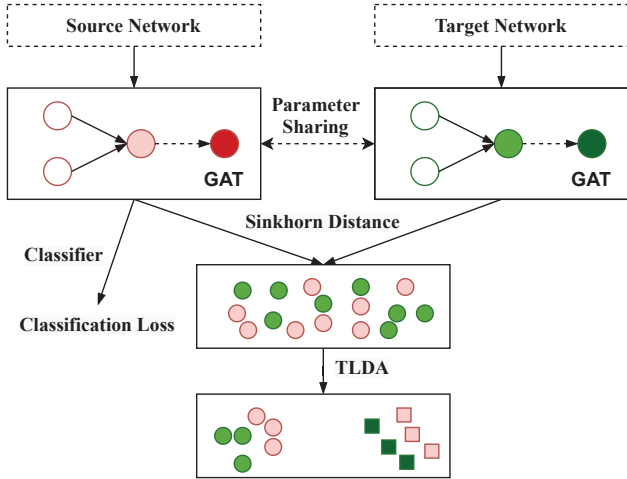 Source Network
Target Network
Parameter
Sharing
GAT
GAT
Sinkhorn Distance
Classifier
Classification Loss
TLDA